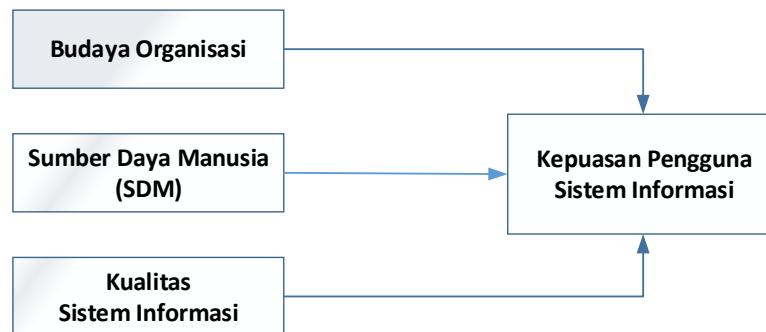 Budaya Organisasi
Sumber Daya Manusia
(SDM)
Kepuasan Pengguna
Sistem Informasi
Kualitas
Sistem Informasi